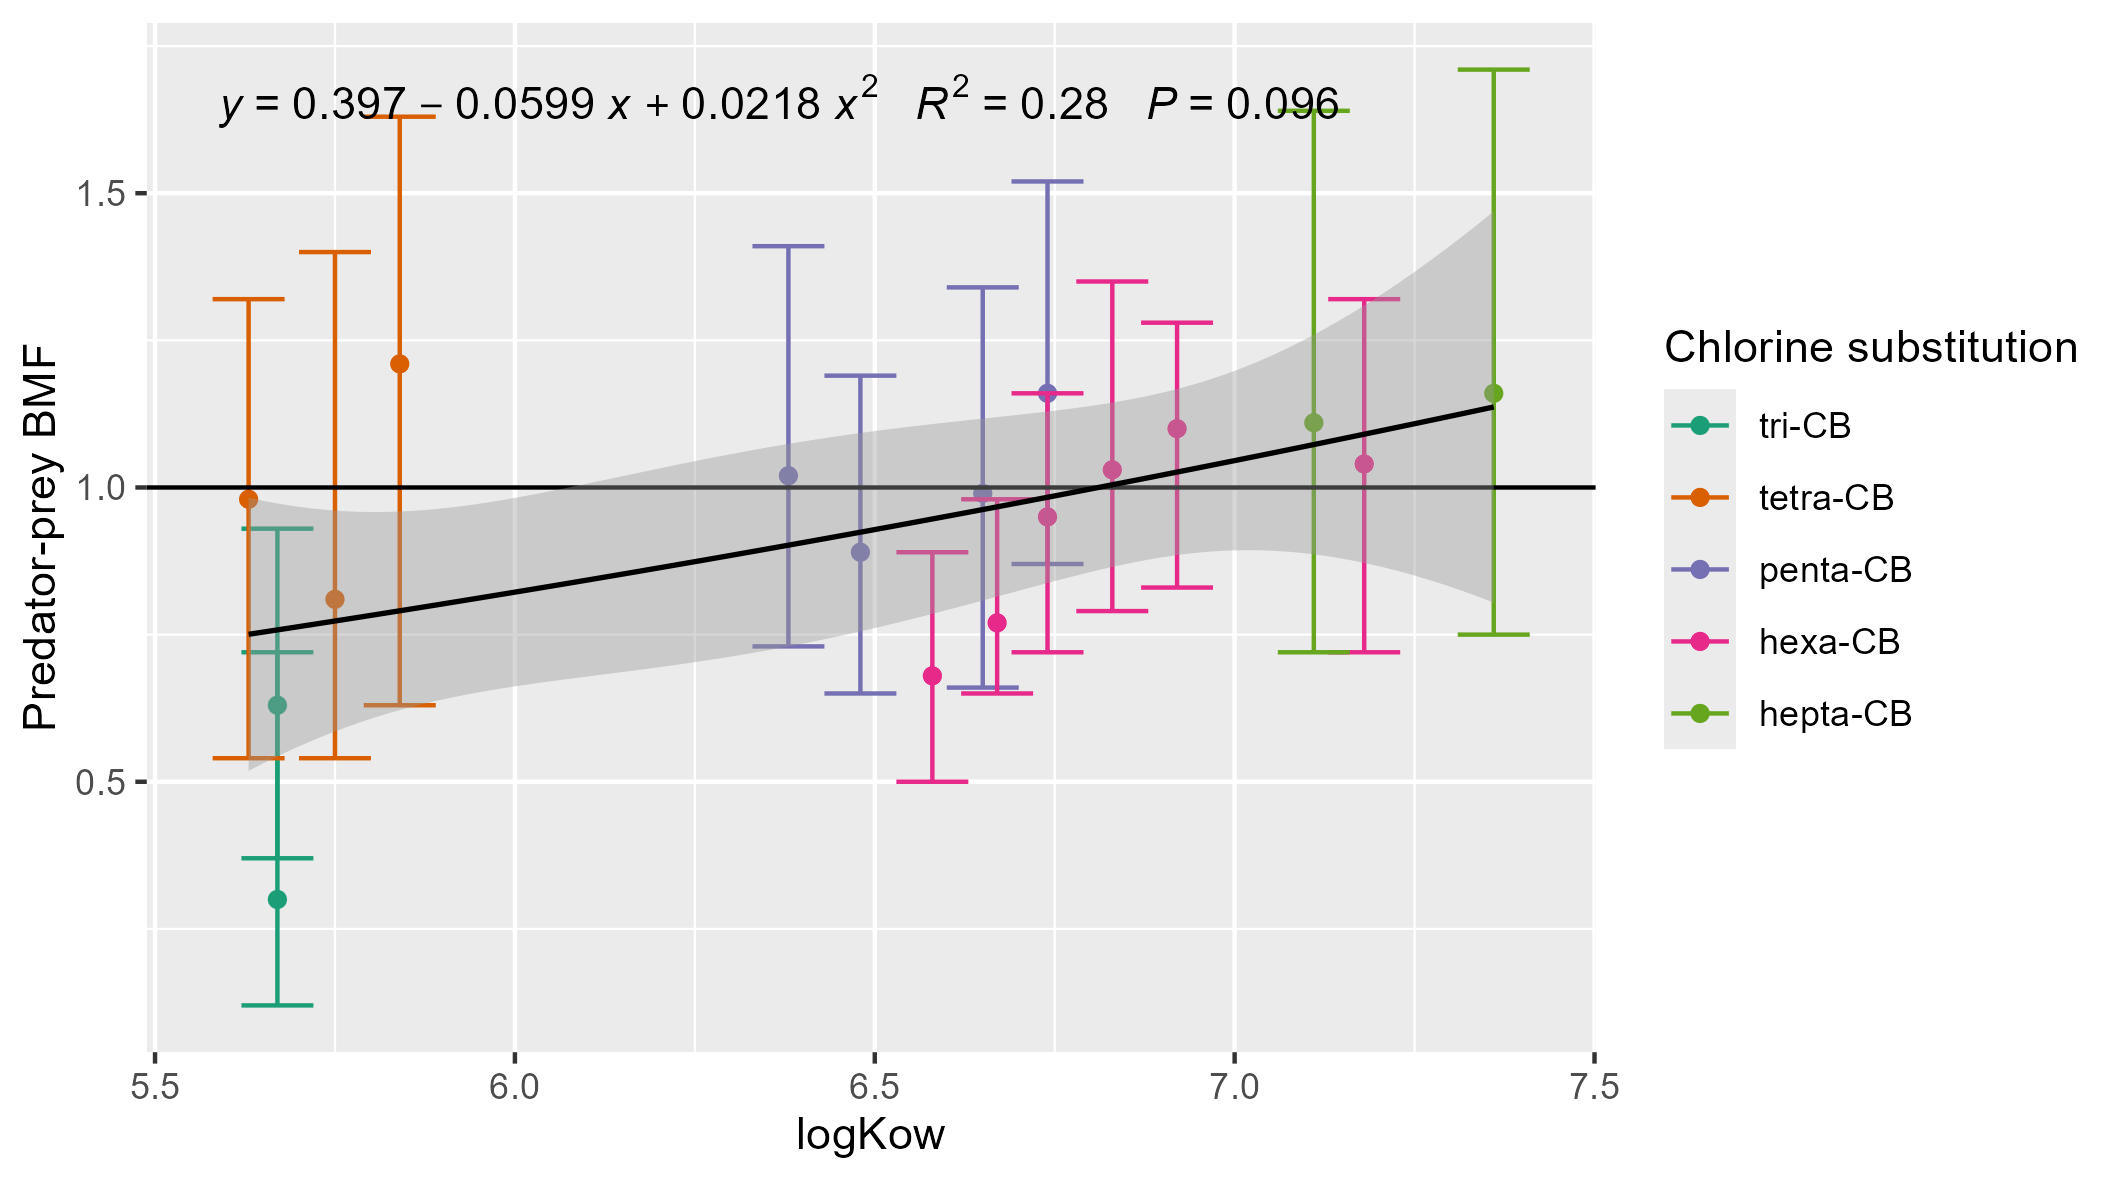 y = 0.397 − 0.0599 x + 0.0218 x² R² = 0.28 P = 0.096
1.5
1.0
0.5
Predator-prey BMF
5.5 6.0 6.5 7.0 7.5
logKow
Chlorine substitution
tri-CB
tetra-CB
penta-CB
hexa-CB
hepta-CB